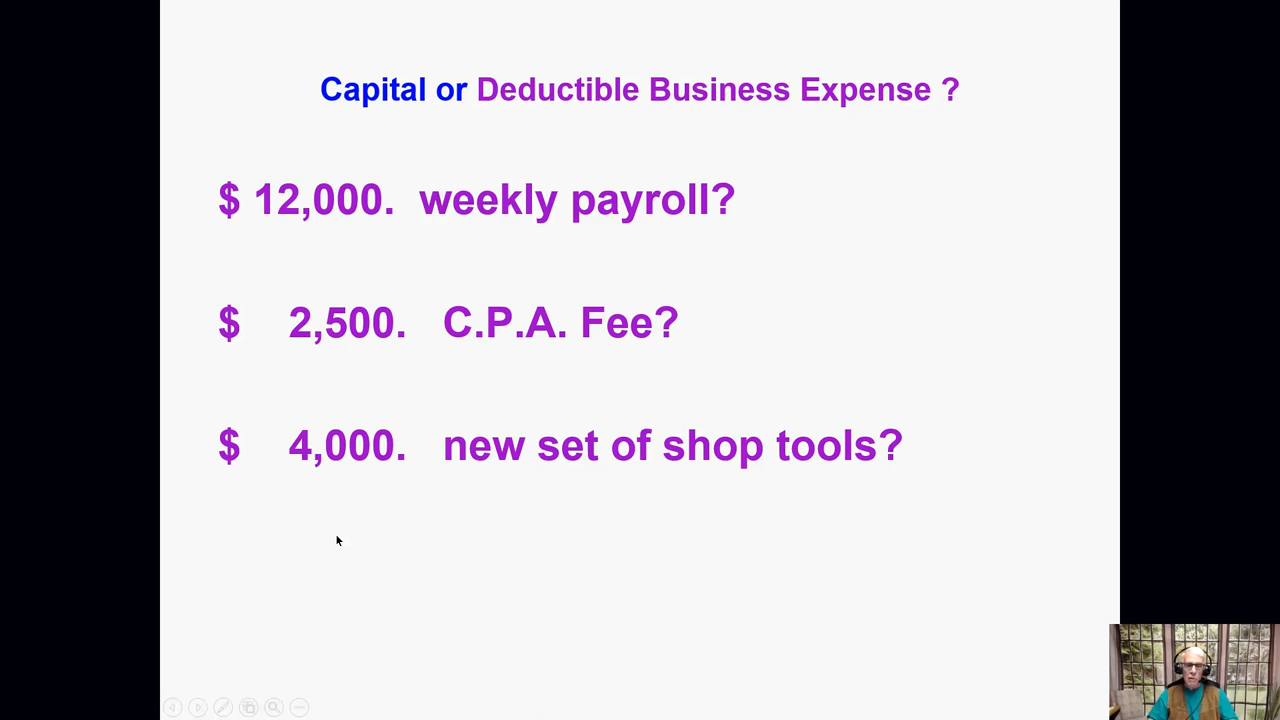 Capital or Deductible Business Expense ?
$ 12,000. weekly payroll?
$ 2,500. C.P.A. Fee?
$ 4,000. new set of shop tools?